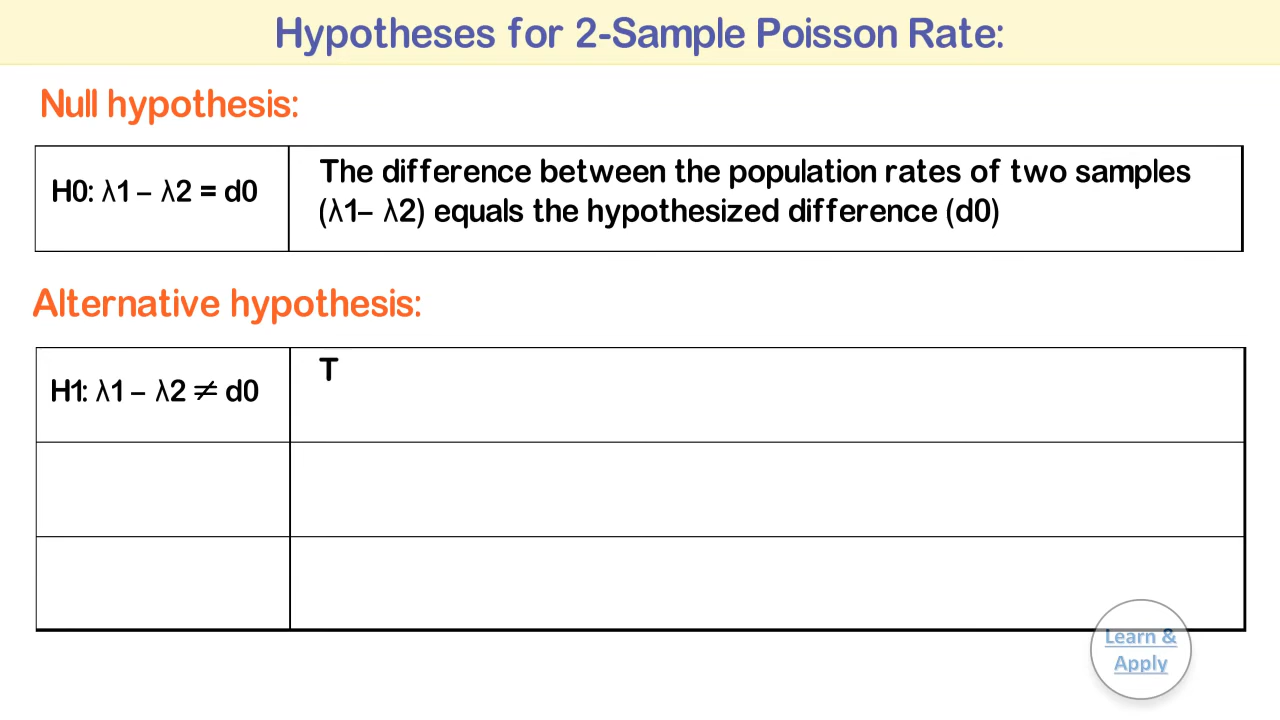 Hypotheses for 2-Sample Poisson Rate:
Null hypothesis:
H0: λ1 – λ2 = d0
The difference between the population rates of two samples
(λ1– λ2) equals the hypothesized difference (d0)
Alternative hypothesis:
H1: λ1 – λ2 ≠ d0
T
Learn &
Apply